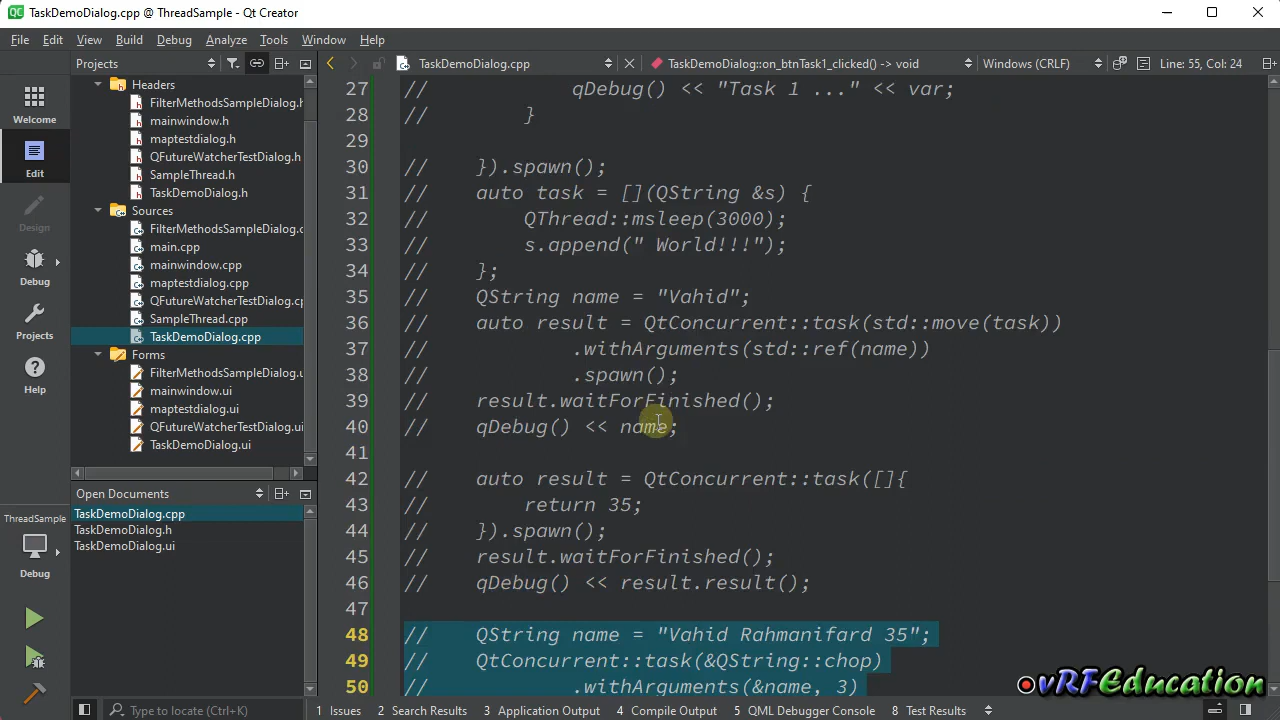 TaskDemoDialog.cpp @ ThreadSample - Qt Creator
File Edit View Build Debug Analyze Tools Window Help
Projects
TaskDemoDialog.cpp
TaskDemoDialog::on_btnTask1_clicked() -> void
Windows (CRLF)
Line: 55, Col: 24
Welcome
Edit
Design
Debug
Projects
Help
ThreadSample
Debug
Headers
FilterMethodsSampleDialog.h
mainwindow.h
maptestdialog.h
QFutureWatcherTestDialog.h
SampleThread.h
TaskDemoDialog.h
Sources
FilterMethodsSampleDialog.c
main.cpp
mainwindow.cpp
maptestdialog.cpp
QFutureWatcherTestDialog.cp
SampleThread.cpp
TaskDemoDialog.cpp
Forms
FilterMethodsSampleDialog.u
mainwindow.ui
maptestdialog.ui
QFutureWatcherTestDialog.ui
TaskDemoDialog.ui
Open Documents
TaskDemoDialog.cpp
TaskDemoDialog.h
TaskDemoDialog.ui
27 // qDebug() << "Task 1 ..." << var;
28 // }
29
30 // }).spawn();
31 // auto task = [](QString &s) {
32 // QThread::msleep(3000);
33 // s.append(" World!!!");
34 // };
35 // QString name = "Vahid";
36 // auto result = QtConcurrent::task(std::move(task))
37 // .withArguments(std::ref(name))
38 // .spawn();
39 // result.waitForFinished();
40 // qDebug() << name;
41
42 // auto result = QtConcurrent::task([]{
43 // return 35;
44 // }).spawn();
45 // result.waitForFinished();
46 // qDebug() << result.result();
47
48 // QString name = "Vahid Rahmanifard 35";
49 // QtConcurrent::task(&QString::chop)
50 // .withArguments(&name, 3)
vRFEducation
Type to locate (Ctrl+K)
1 Issues 2 Search Results 3 Application Output 4 Compile Output 5 QML Debugger Console 8 Test Results